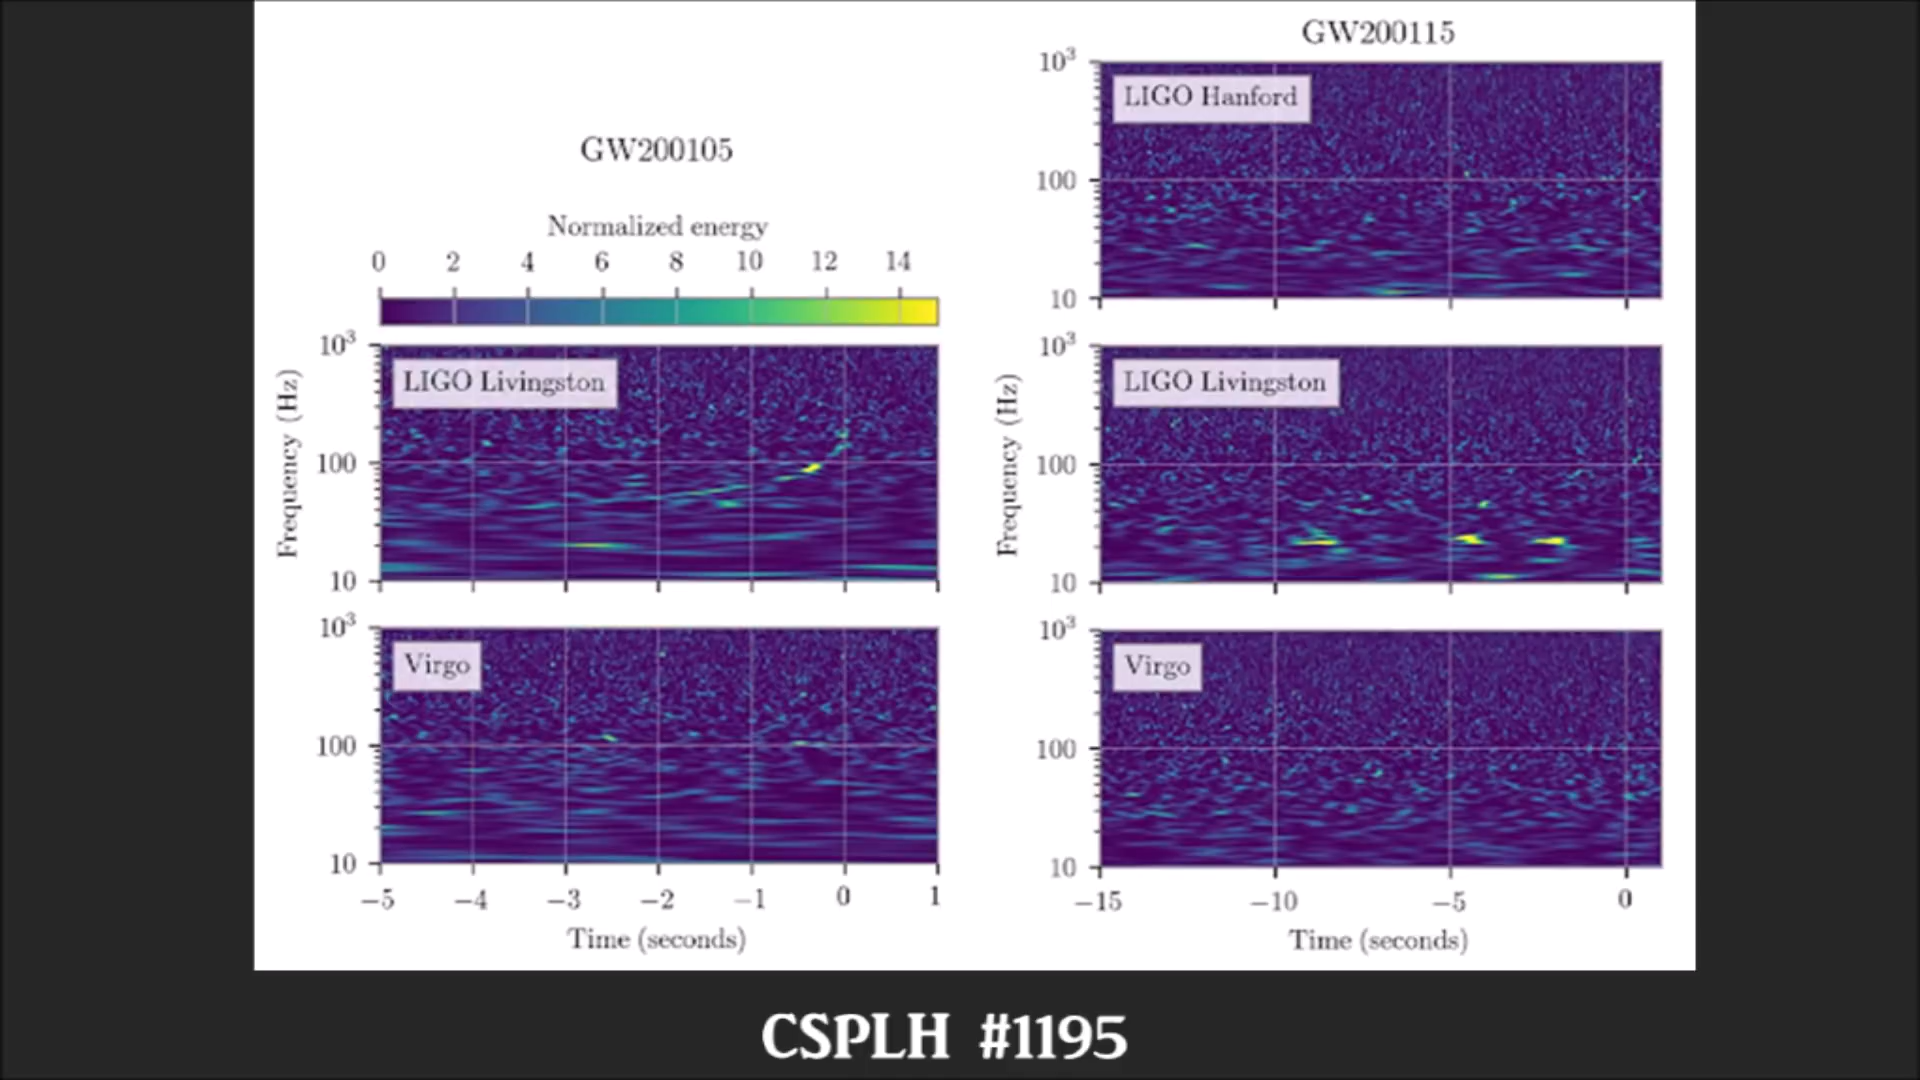 GW200105
Normalized energy
0 2 4 6 8 10 12 14
Frequency (Hz)
10³
LIGO Livingston
100
10
10³
Virgo
100
10
−5 −4 −3 −2 −1 0 1
Time (seconds)
GW200115
10³
LIGO Hanford
100
10
Frequency (Hz)
10³
LIGO Livingston
100
10
10³
Virgo
100
10
−15 −10 −5 0
Time (seconds)
CSPLH #1195